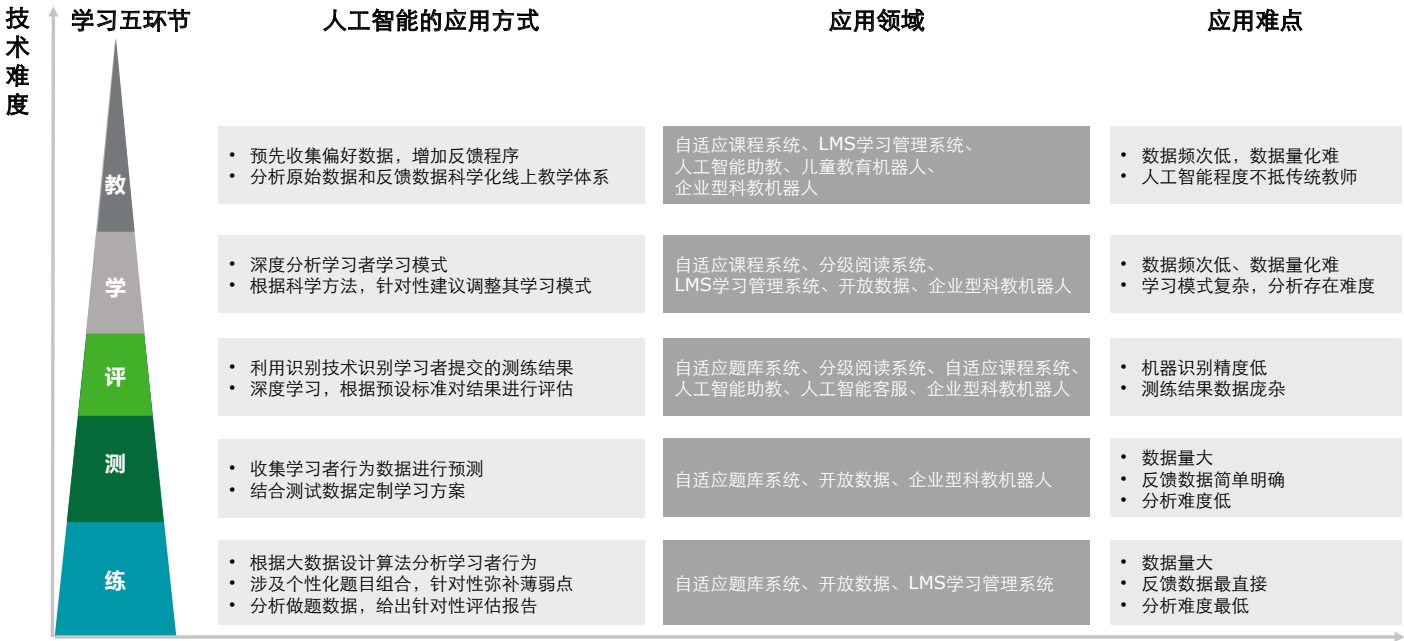 技术难度
学习五环节
人工智能的应用方式
应用领域
应用难点
教
• 预先收集偏好数据，增加反馈程序
• 分析原始数据和反馈数据科学化线上教学体系
自适应课程系统、LMS学习管理系统、
人工智能助教、儿童教育机器人、
企业型科教机器人
• 数据频次低，数据量化难
• 人工智能程度不抵传统教师
学
• 深度分析学习者学习模式
• 根据科学方法，针对性建议调整其学习模式
自适应课程系统、分级阅读系统、
LMS学习管理系统、开放数据、企业型科教机器人
• 数据频次低、数据量化难
• 学习模式复杂，分析存在难度
评
• 利用识别技术识别学习者提交的测练结果
• 深度学习，根据预设标准对结果进行评估
自适应题库系统、分级阅读系统、自适应课程系统、
人工智能助教、人工智能客服、企业型科教机器人
• 机器识别精度低
• 测练结果数据庞杂
测
• 收集学习者行为数据进行预测
• 结合测试数据定制学习方案
自适应题库系统、开放数据、企业型科教机器人
• 数据量大
• 反馈数据简单明确
• 分析难度低
练
• 根据大数据设计算法分析学习者行为
• 涉及个性化题目组合，针对性弥补薄弱点
• 分析做题数据，给出针对性评估报告
自适应题库系统、开放数据、LMS学习管理系统
• 数据量大
• 反馈数据最直接
• 分析难度最低